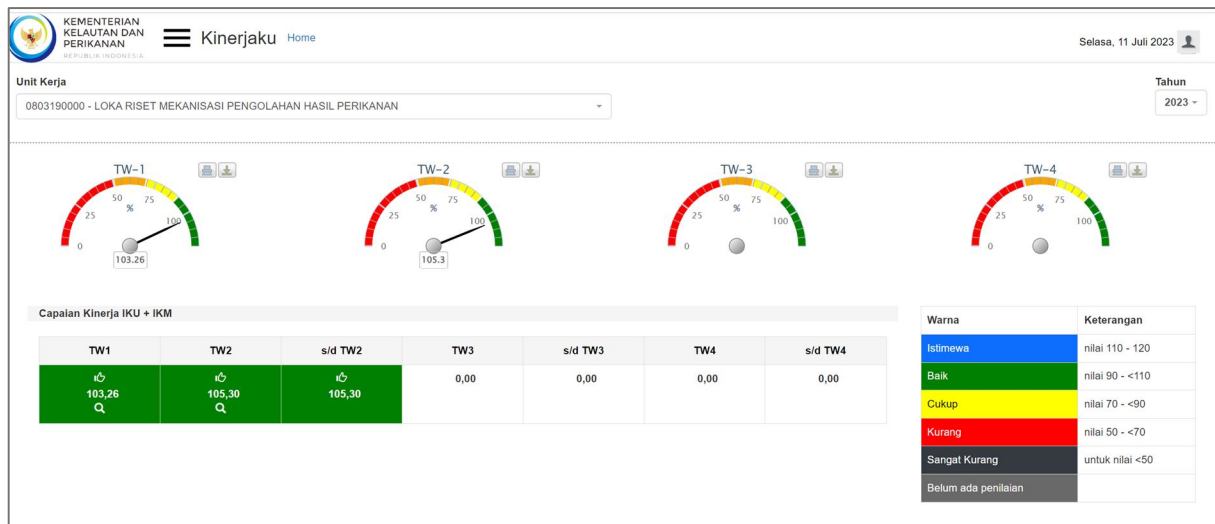 KEMENTERIAN
KELAUTAN DAN
PERIKANAN
REPUBLIK INDONESIA
Kinerjaku Home
Selasa, 11 Juli 2023
Unit Kerja
Tahun
0803190000 - LOKA RISET MEKANISASI PENGOLAHAN HASIL PERIKANAN
2023
TW-1
0 25 50 75 100
%
103.26
TW-2
0 25 50 75 100
%
105.3
TW-3
0 25 50 75 100
%
TW-4
0 25 50 75 100
%
Capaian Kinerja IKU + IKM
TW1 TW2 s/d TW2 TW3 s/d TW3 TW4 s/d TW4
103,26 105,30 105,30 0,00 0,00 0,00 0,00
Warna Keterangan
Istimewa nilai 110 - 120
Baik nilai 90 - <110
Cukup nilai 70 - <90
Kurang nilai 50 - <70
Sangat Kurang untuk nilai <50
Belum ada penilaian